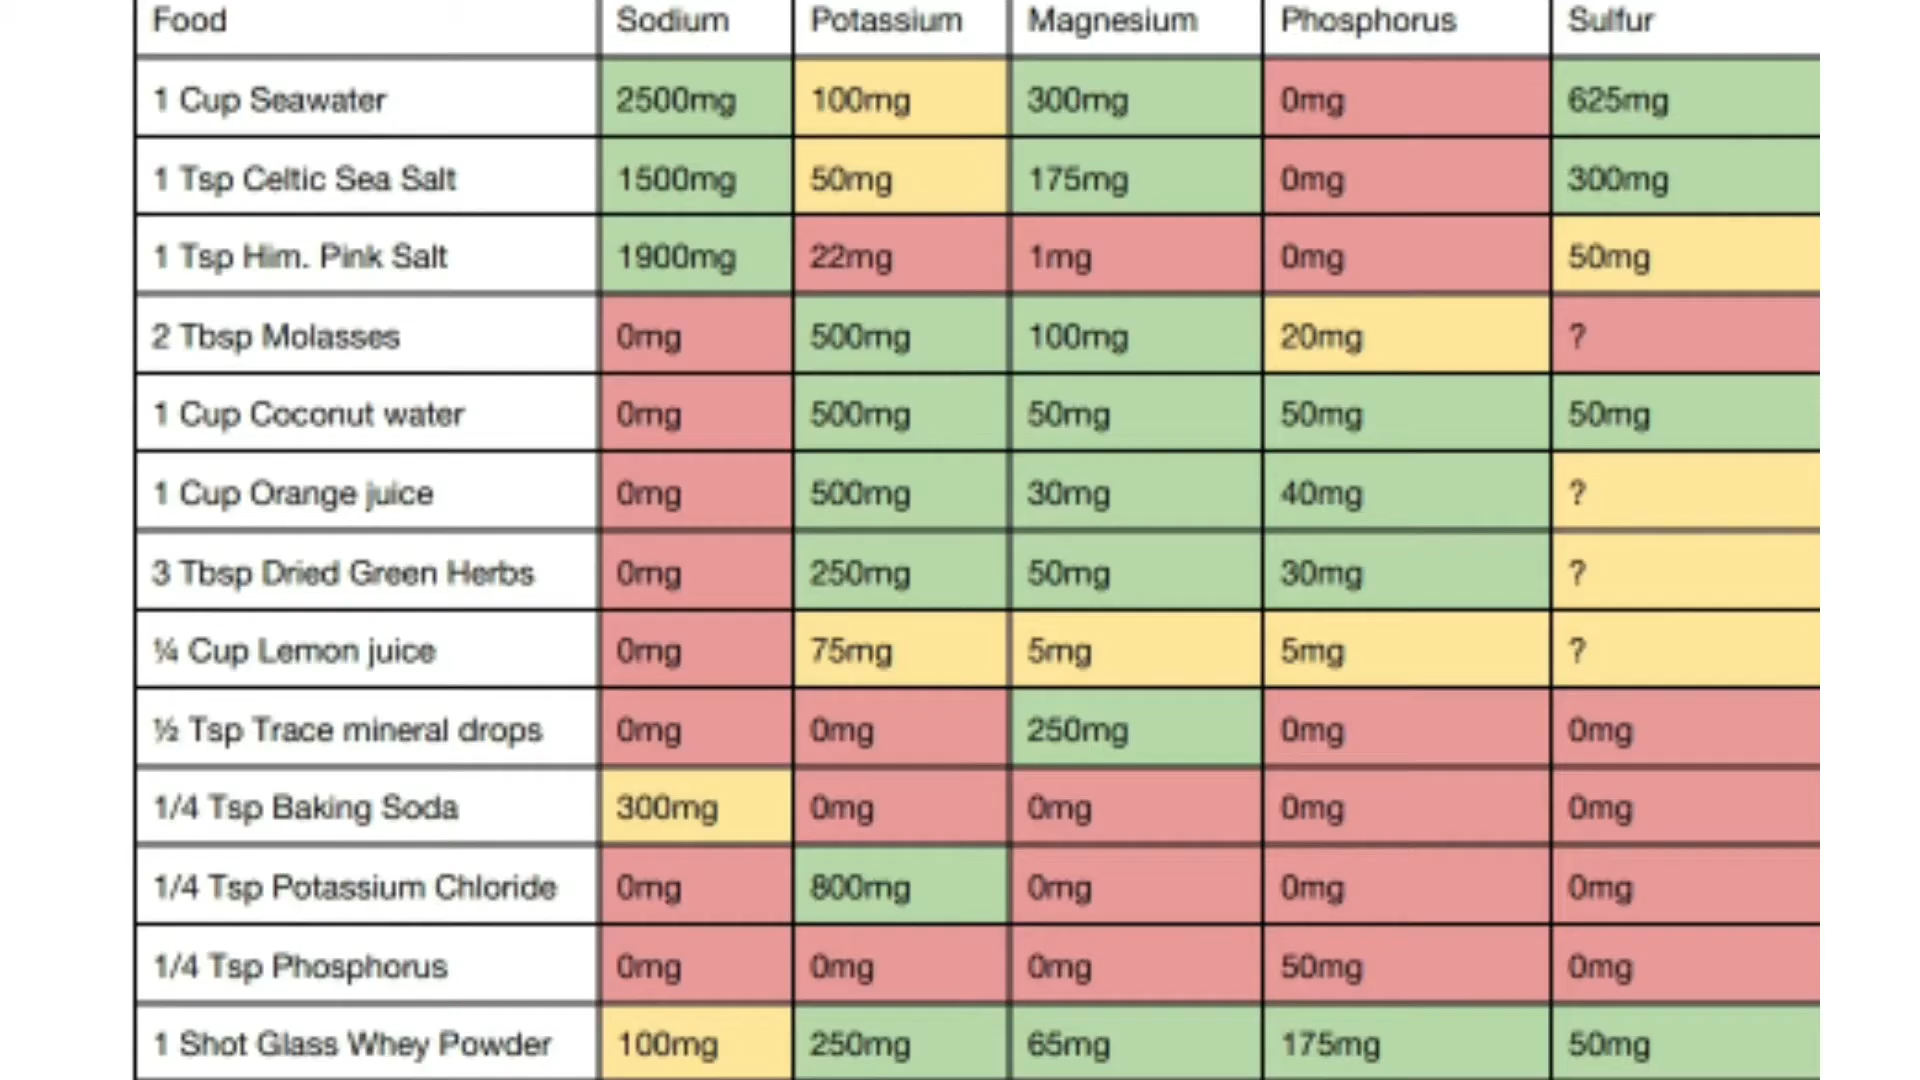 Food Sodium Potassium Magnesium Phosphorus Sulfur
1 Cup Seawater 2500mg 100mg 300mg 0mg 625mg
1 Tsp Celtic Sea Salt 1500mg 50mg 175mg 0mg 300mg
1 Tsp Him. Pink Salt 1900mg 22mg 1mg 0mg 50mg
2 Tbsp Molasses 0mg 500mg 100mg 20mg ?
1 Cup Coconut water 0mg 500mg 50mg 50mg 50mg
1 Cup Orange juice 0mg 500mg 30mg 40mg ?
3 Tbsp Dried Green Herbs 0mg 250mg 50mg 30mg ?
¼ Cup Lemon juice 0mg 75mg 5mg 5mg ?
½ Tsp Trace mineral drops 0mg 0mg 250mg 0mg 0mg
1/4 Tsp Baking Soda 300mg 0mg 0mg 0mg 0mg
1/4 Tsp Potassium Chloride 0mg 800mg 0mg 0mg 0mg
1/4 Tsp Phosphorus 0mg 0mg 0mg 50mg 0mg
1 Shot Glass Whey Powder 100mg 250mg 65mg 175mg 50mg